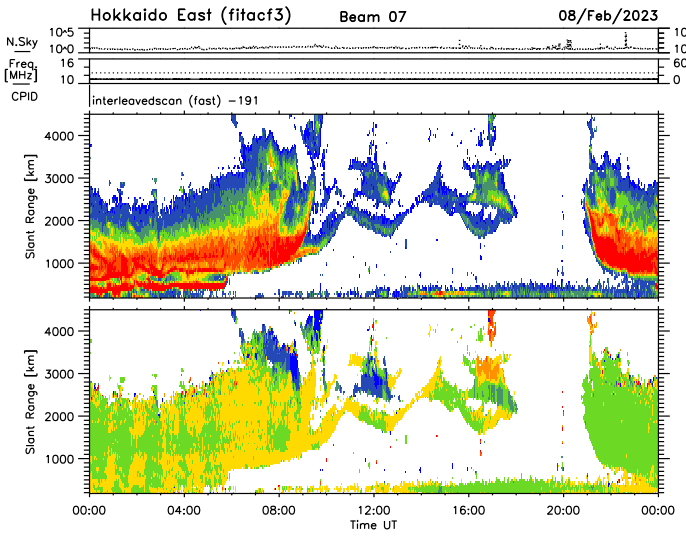 Hokkaido East (fitacf3) Beam 07 08/Feb/2023
10^5 10
N.Sky
10^0 10
Freq. 16 60
[MHz] 10 0
CPID interleavedscan (fast) -191
4000
3000
2000
1000
Slant Range [km]
4000
3000
2000
1000
Slant Range [km]
00:00 04:00 08:00 12:00 16:00 20:00 00:00
Time UT